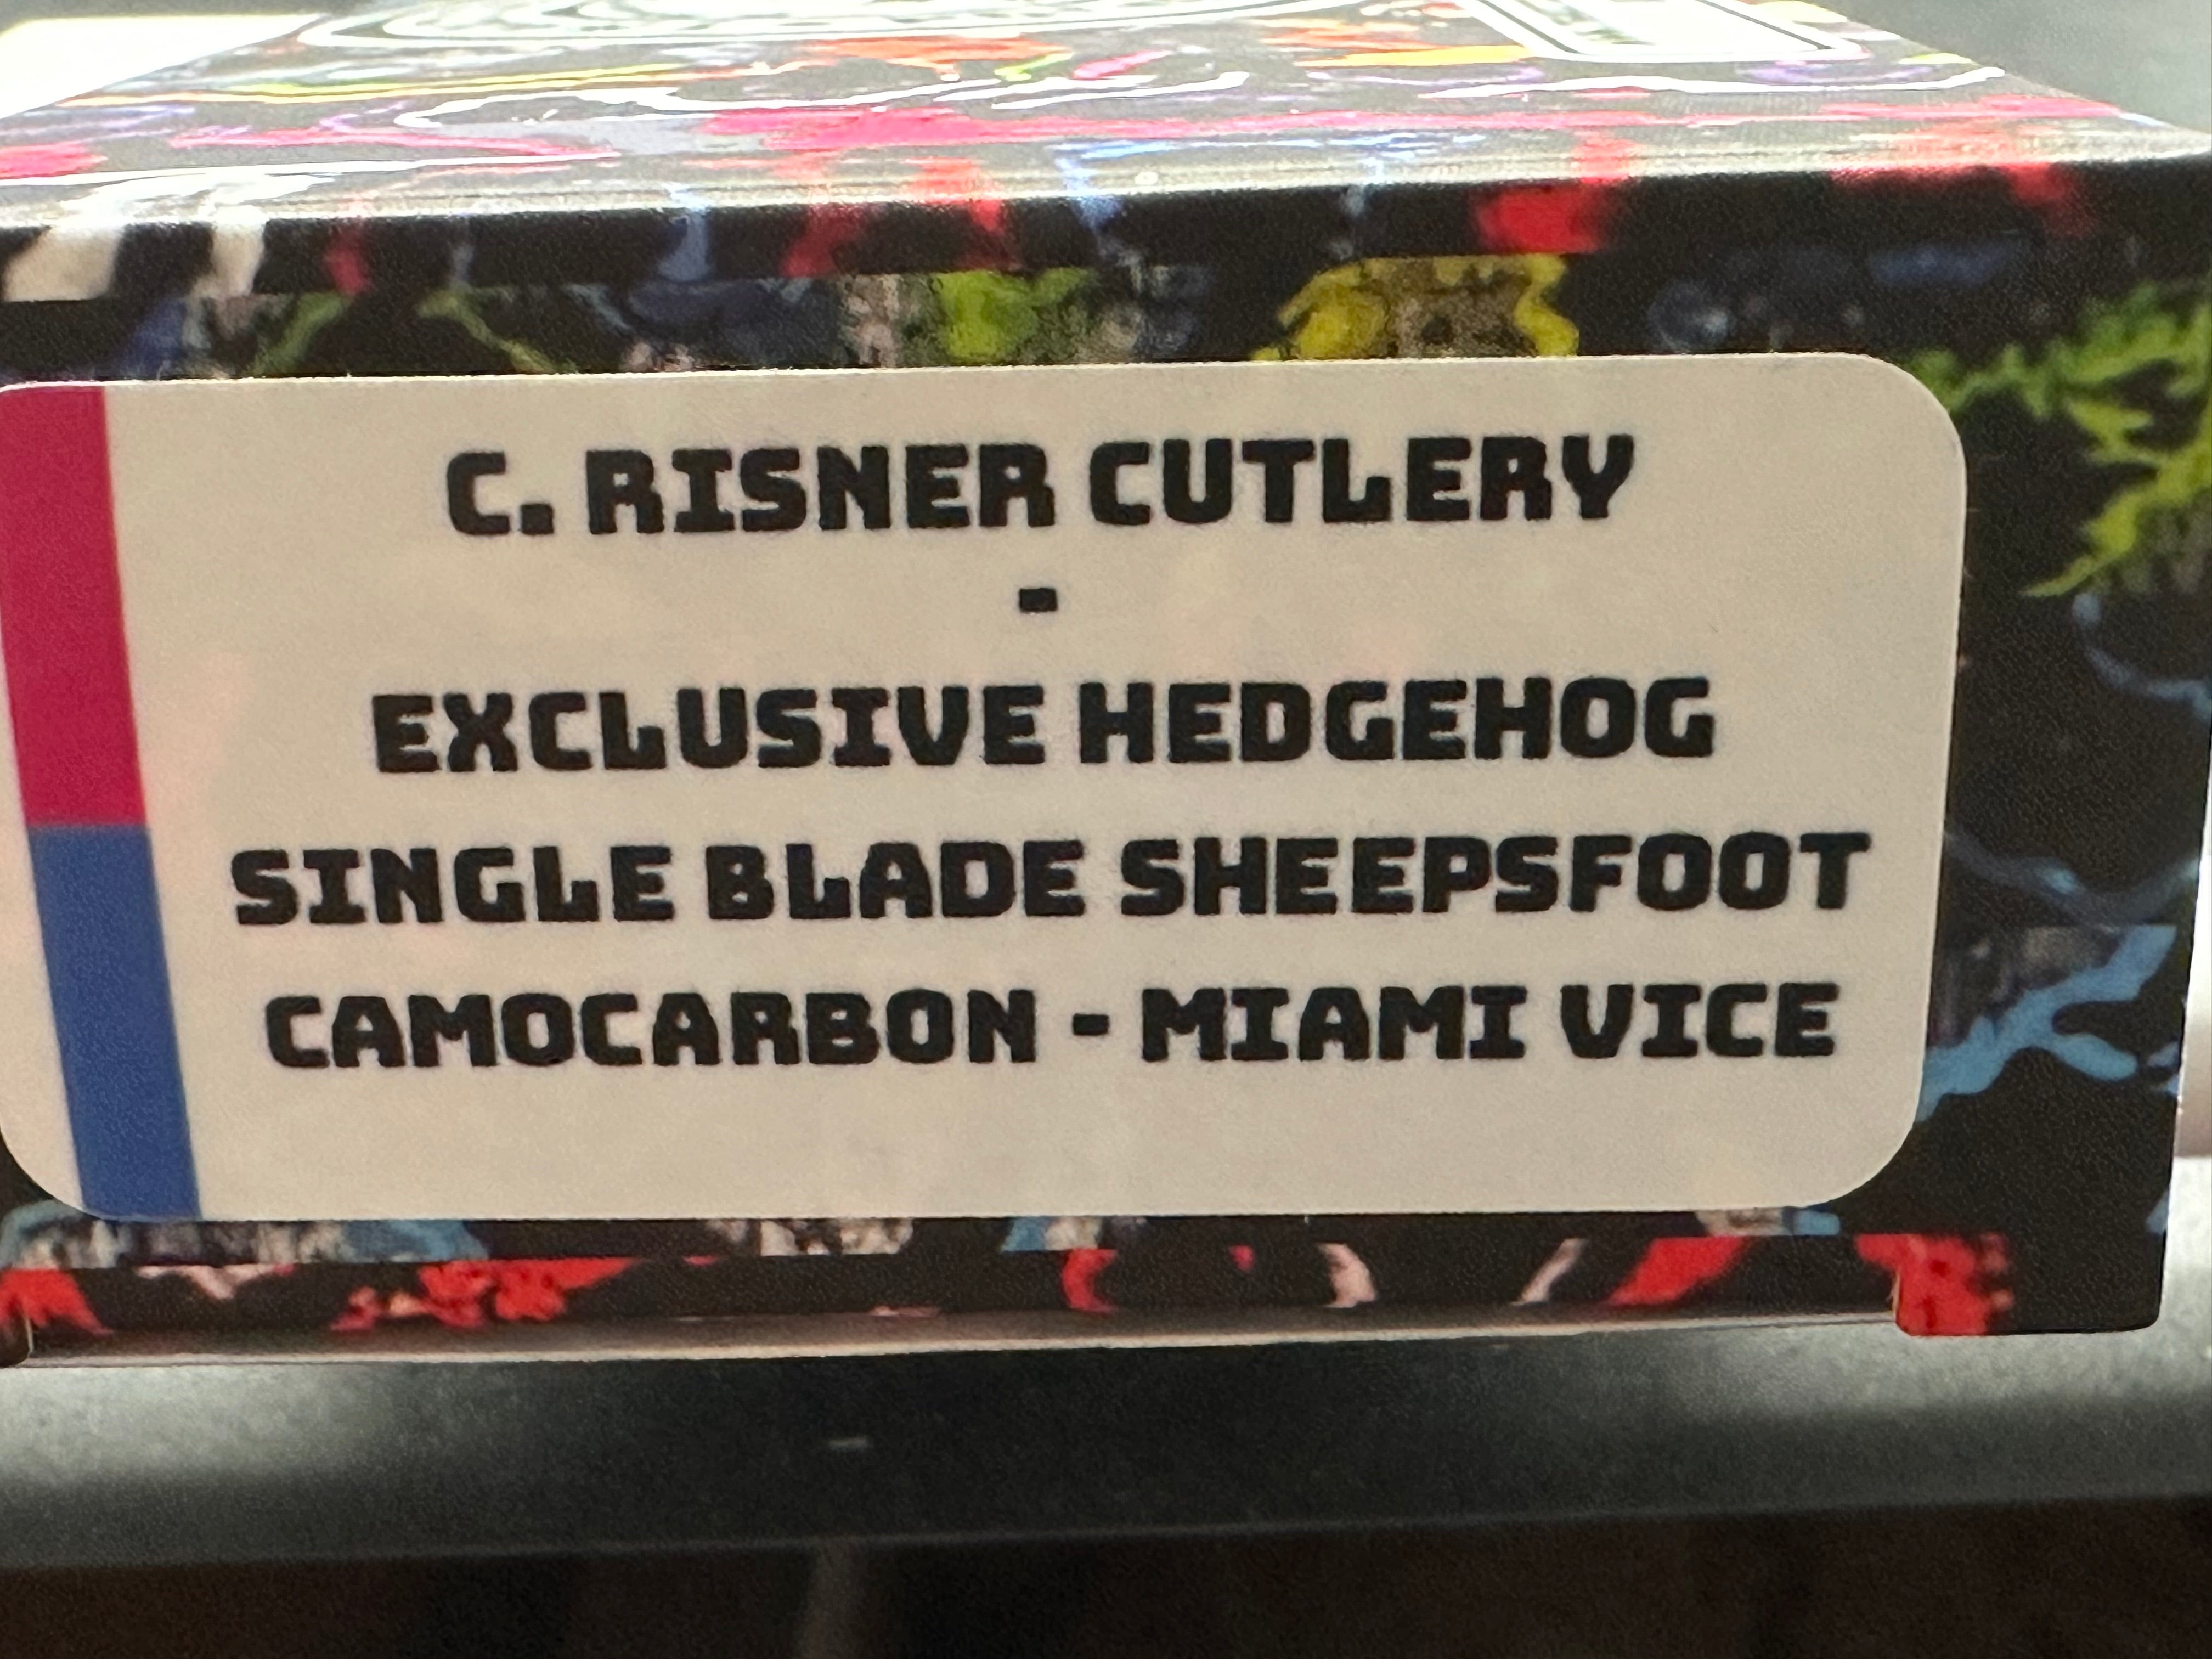 C. RISNER CUTLERY
-
EXCLUSIVE HEDGEHOG
SINGLE BLADE SHEEPSFOOT
CAMOCARBON - MIAMI VICE